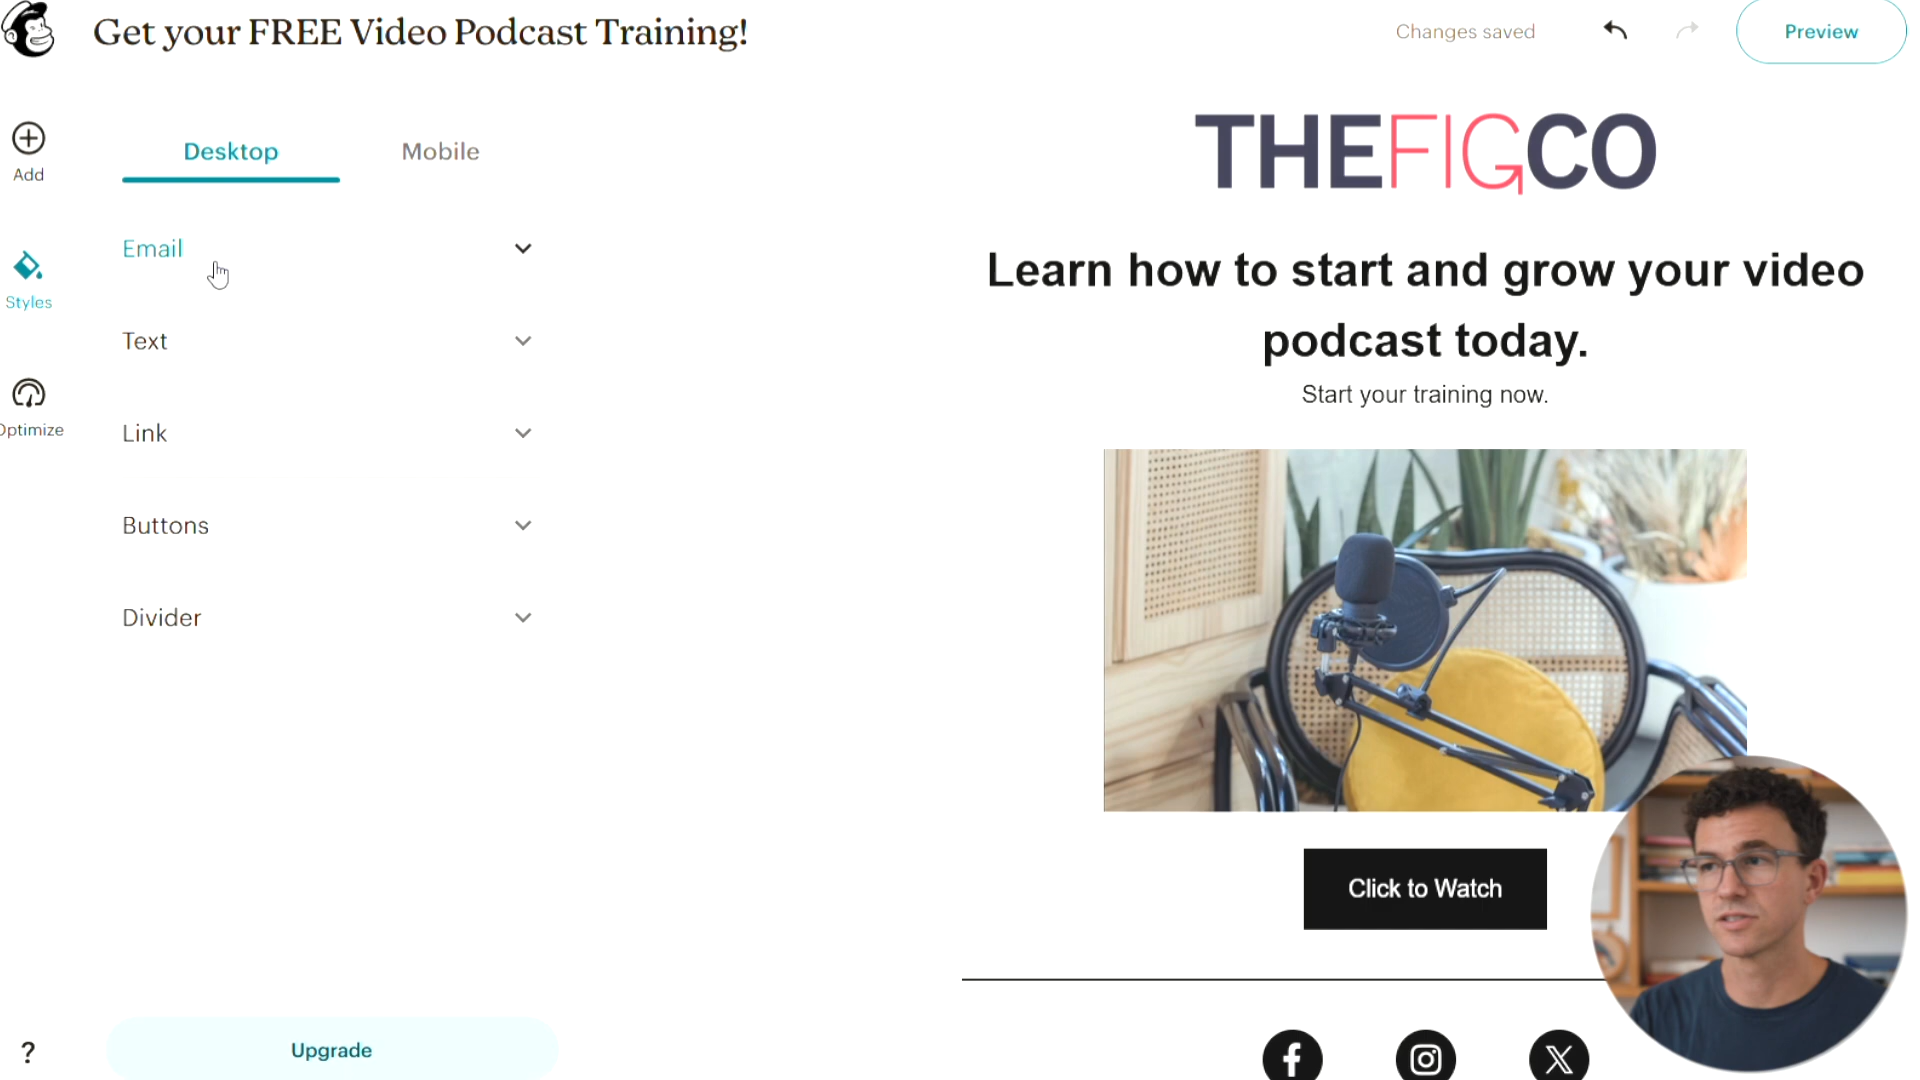 Get your FREE Video Podcast Training!
Changes saved
Preview
Add
Styles
Optimize
Desktop
Mobile
Email
Text
Link
Buttons
Divider
?
Upgrade
THEFIGCO
Learn how to start and grow your video
podcast today.
Start your training now.
Click to Watch